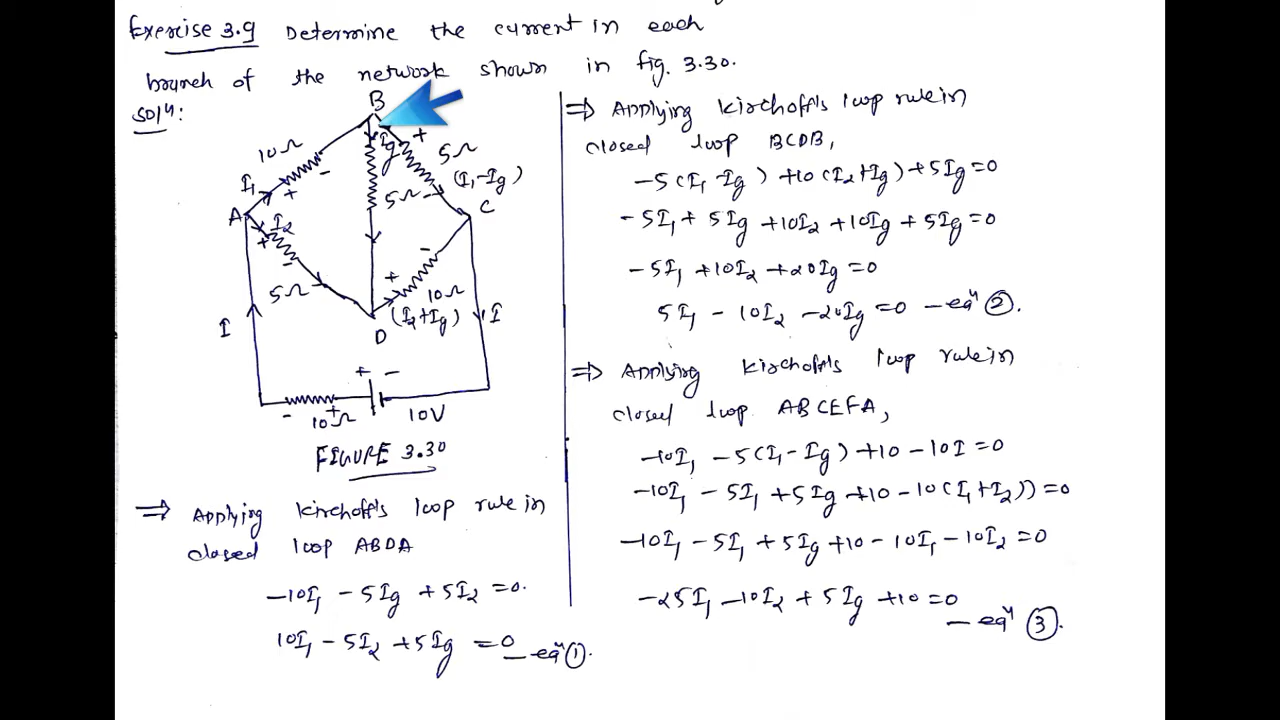 Exercise 3.9 Determine the current in each
branch of the network shown in fig. 3.30.
Soln:
B
10Ω
Ig
+
5Ω
(I1-Ig)
I1
+
-
5Ω
A
I2
C
+
-
-
5Ω
+
10Ω
(I2+Ig)
I
D
I
+ -
- 10Ω + 10V
FIGURE 3.30
⇒ Applying Kirchoff's loop rule in
closed loop ABDA
-10I1 - 5Ig + 5I2 = 0.
10I1 - 5I2 + 5Ig = 0 - eqn ①.
⇒ Applying Kirchoff's loop rule in
closed loop BCDB,
-5(I1-Ig) + 10(I2+Ig) + 5Ig = 0
-5I1 + 5Ig + 10I2 + 10Ig + 5Ig = 0
-5I1 + 10I2 + 20Ig = 0
5I1 - 10I2 - 20Ig = 0 - eqn ②.
⇒ Applying Kirchoff's loop rule in
closed loop ABCEFA,
-10I1 - 5(I1-Ig) + 10 - 10I = 0
-10I1 - 5I1 + 5Ig + 10 - 10(I1+I2)) = 0
-10I1 - 5I1 + 5Ig + 10 - 10I1 - 10I2 = 0
-25I1 - 10I2 + 5Ig + 10 = 0
- eqn ③.